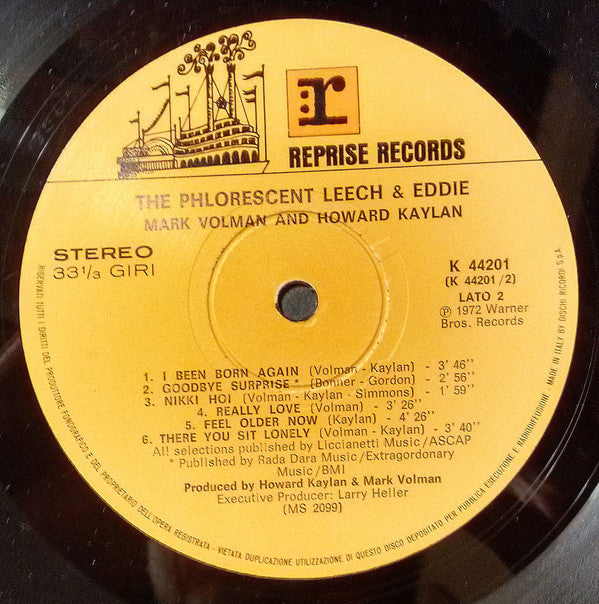 r
REPRISE RECORDS
THE PHLORESCENT LEECH & EDDIE
MARK VOLMAN AND HOWARD KAYLAN
STEREO
33 1/3 GIRI
K 44201
(K 44201/2)
LATO 2
Ⓟ 1972 Warner
Bros. Records
1. I BEEN BORN AGAIN (Volman - Kaylan) - 3' 46''
2. GOODBYE SURPRISE * (Bonner - Gordon) - 2' 56''
3. NIKKI HOI (Volman - Kaylan - Simmons) - 1' 59''
4. REALLY LOVE (Volman) - 3' 26''
5. FEEL OLDER NOW (Kaylan) - 4' 26''
6. THERE YOU SIT LONELY (Volman - Kaylan) - 3' 40''
All selections published by Liccianetti Music/ASCAP
* Published by Rada Dara Music/Extragordonary
Music/BMI
Produced by Howard Kaylan & Mark Volman
Executive Producer: Larry Heller
(MS 2099)
RISERVATI TUTTI I DIRITTI DEL PRODUTTORE FONOGRAFICO E DEL PROPRIETARIO DELL'OPERA REGISTRATA - VIETATA DUPLICAZIONE UTILIZZAZIONE DI QUESTO DISCO DEPOSITATO PER PUBBLICA ESECUZIONE E RADIODIFFUSIONE - MADE IN ITALY BY DISCHI RICORDI S.p.A.